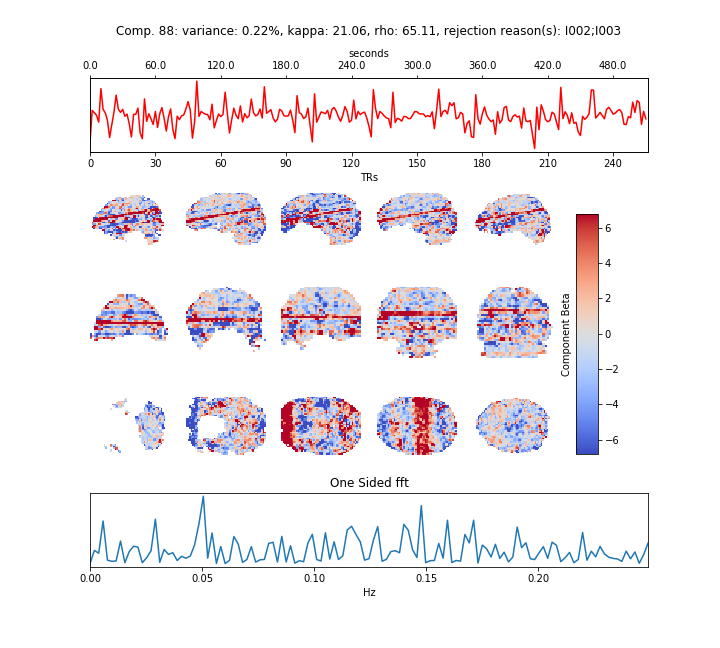 Comp. 88: variance: 0.22%, kappa: 21.06, rho: 65.11, rejection reason(s): I002;I003
seconds
0.0 60.0 120.0 180.0 240.0 300.0 360.0 420.0 480.0
0 30 60 90 120 150 180 210 240
TRs
6
4
2
0
−2
−4
−6
Component Beta
One Sided fft
0.00 0.05 0.10 0.15 0.20
Hz